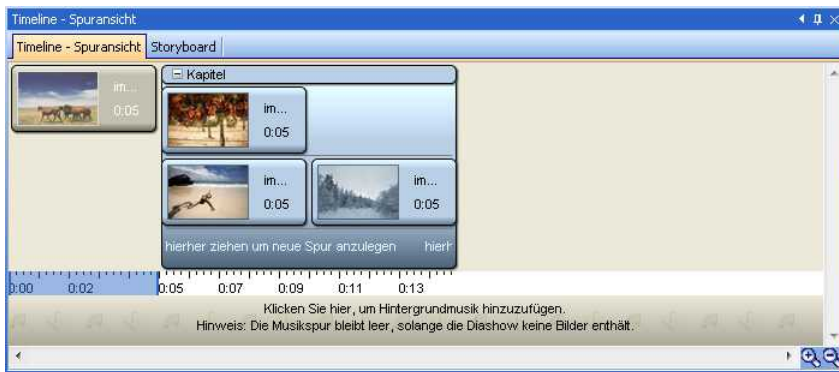 Timeline - Spuransicht
Timeline - Spuransicht Storyboard
im...
0:05
Kapitel
im...
0:05
im...
0:05
im...
0:05
hierher ziehen um neue Spur anzulegen hierh
0:00 0:02 0:05 0:07 0:09 0:11 0:13
Klicken Sie hier, um Hintergrundmusik hinzuzufügen.
Hinweis: Die Musikspur bleibt leer, solange die Diashow keine Bilder enthält.